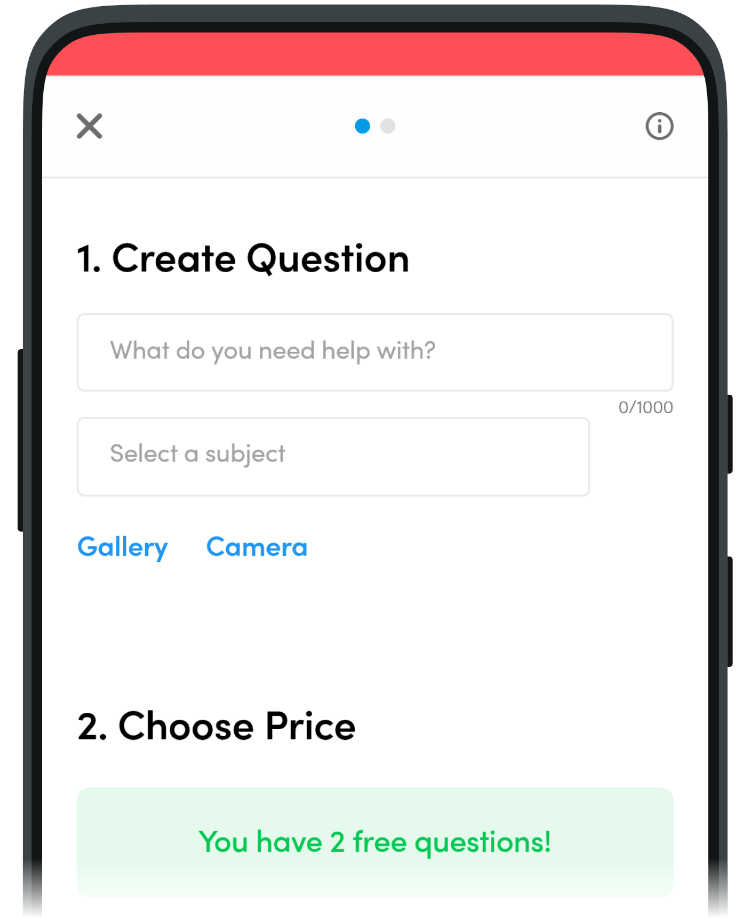 1. Create Question
What do you need help with?
0/1000
Select a subject
Gallery Camera
2. Choose Price
You have 2 free questions!